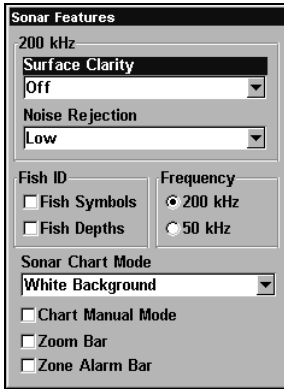 Sonar Features
200 kHz
Surface Clarity
Off
Noise Rejection
Low
Fish ID
Fish Symbols
Fish Depths
Frequency
200 kHz
50 kHz
Sonar Chart Mode
White Background
Chart Manual Mode
Zoom Bar
Zone Alarm Bar